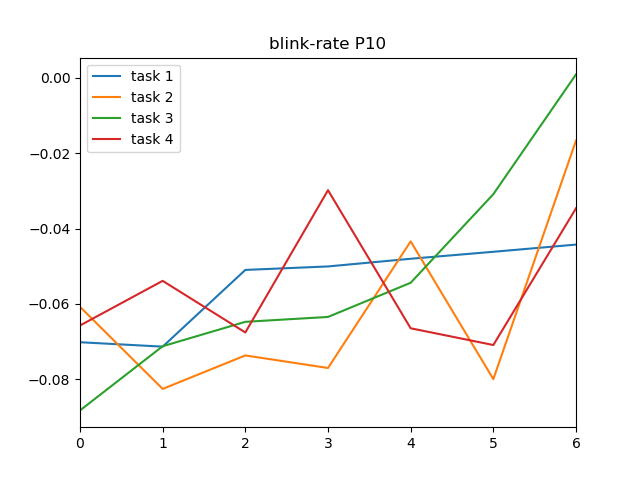 blink-rate P10
task 1
task 2
task 3
task 4
0.00
−0.02
−0.04
−0.06
−0.08
0 1 2 3 4 5 6